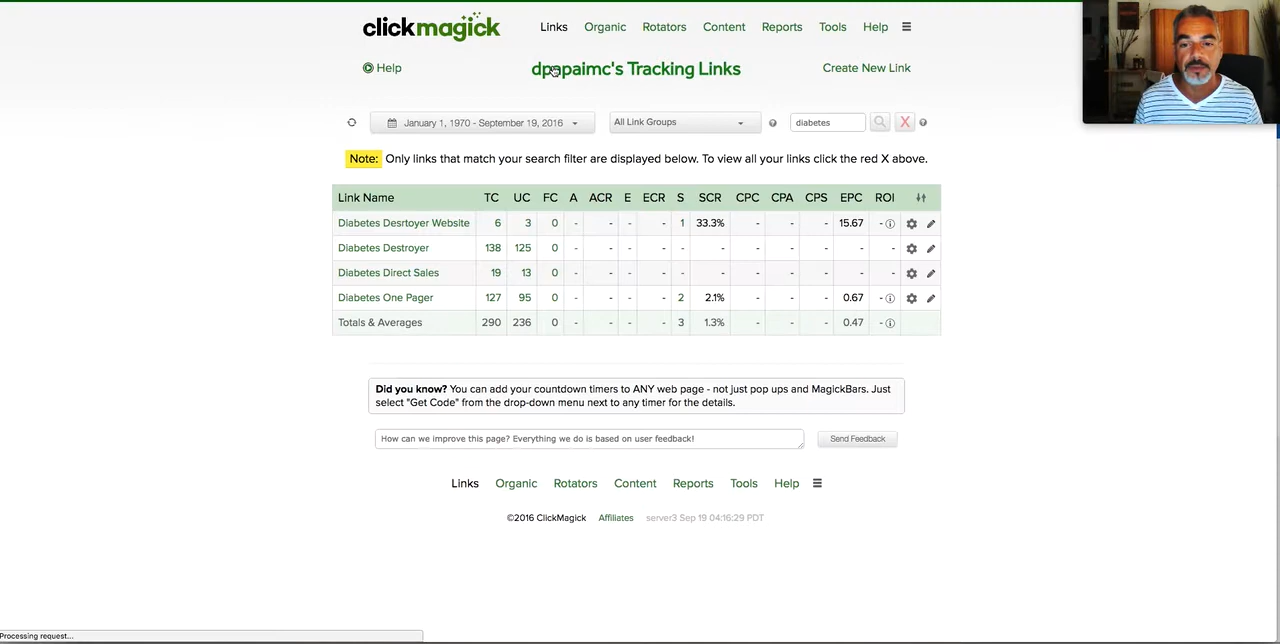 clickmagick
Links Organic Rotators Content Reports Tools Help
Help
dpapaimc's Tracking Links
Create New Link
January 1, 1970 - September 19, 2016
All Link Groups
diabetes
X
Note: Only links that match your search filter are displayed below. To view all your links click the red X above.
Link Name TC UC FC A ACR E ECR S SCR CPC CPA CPS EPC ROI
Diabetes Desrtoyer Website 6 3 0 - - - - 1 33.3% - - - 15.67 -
Diabetes Destroyer 138 125 0 - - - - - - - - - - -
Diabetes Direct Sales 19 13 0 - - - - - - - - - - -
Diabetes One Pager 127 95 0 - - - - 2 2.1% - - - 0.67 -
Totals & Averages 290 236 0 - - - - 3 1.3% - - - 0.47 -
Did you know? You can add your countdown timers to ANY web page - not just pop ups and MagickBars. Just
select "Get Code" from the drop-down menu next to any timer for the details.
How can we improve this page? Everything we do is based on user feedback!
Send Feedback
Links Organic Rotators Content Reports Tools Help
©2016 ClickMagick Affiliates server3 Sep 19 04:16:29 PDT
Processing request...